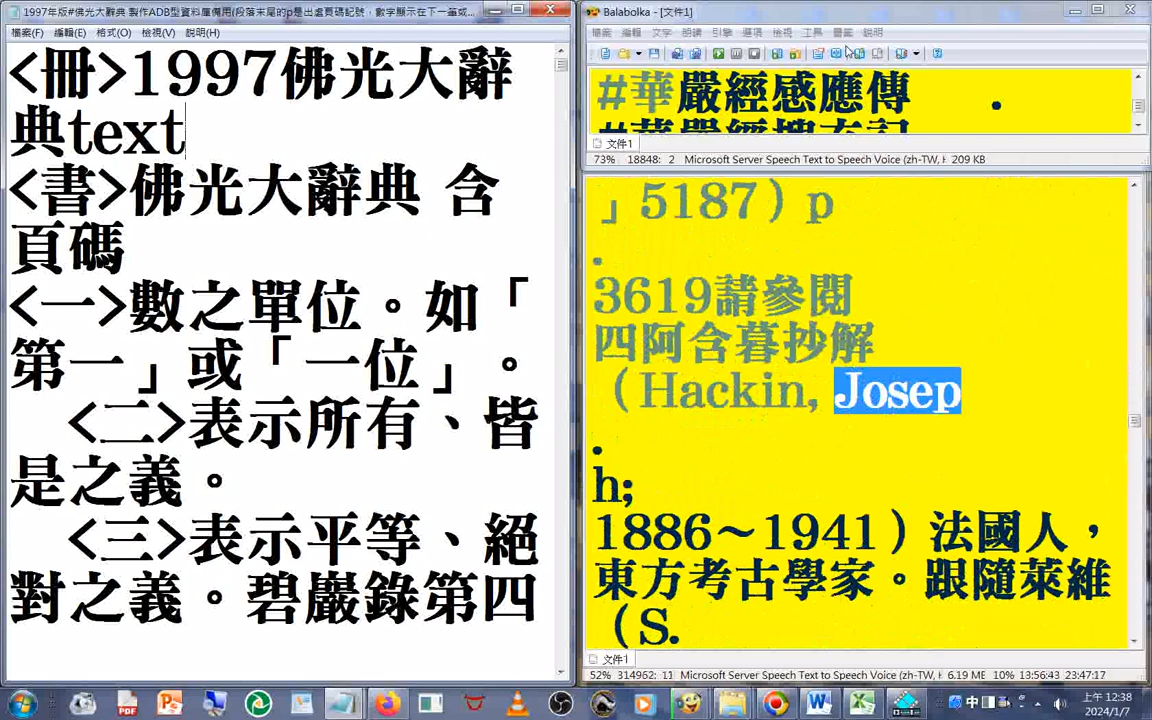 1997年版#佛光大辭典 製作ADB型資料庫備用(段落末尾的p是出處頁碼記號，數字顯示在下一筆或...
檔案(F) 編輯(E) 格式(O) 檢視(V) 說明(H)
<冊>1997佛光大辭
典text
<書>佛光大辭典 含
頁碼
<一>數之單位。如「
第一」或「一位」。
<二>表示所有、皆
是之義。
<三>表示平等、絕
對之義。碧巖錄第四
Balabolka - [文件1]
檔案 編輯 文字 朗讀 引擎 選項 檢視 工具 書籤 說明
#華嚴經感應傳 .
#華嚴經搜玄記
文件1
73% 18848: 2 Microsoft Server Speech Text to Speech Voice (zh-TW, H 209 KB
」5187）p
.
3619請參閱
四阿含暮抄解
（Hackin, Josep
.
h;
1886～1941）法國人，
東方考古學家。跟隨萊維
（S.
文件1
52% 314962: 11 Microsoft Server Speech Text to Speech Voice (zh-TW, H 6.19 ME 10% 13:56:43 23:47:17
PDF
中
上午 12:38
2024/1/7